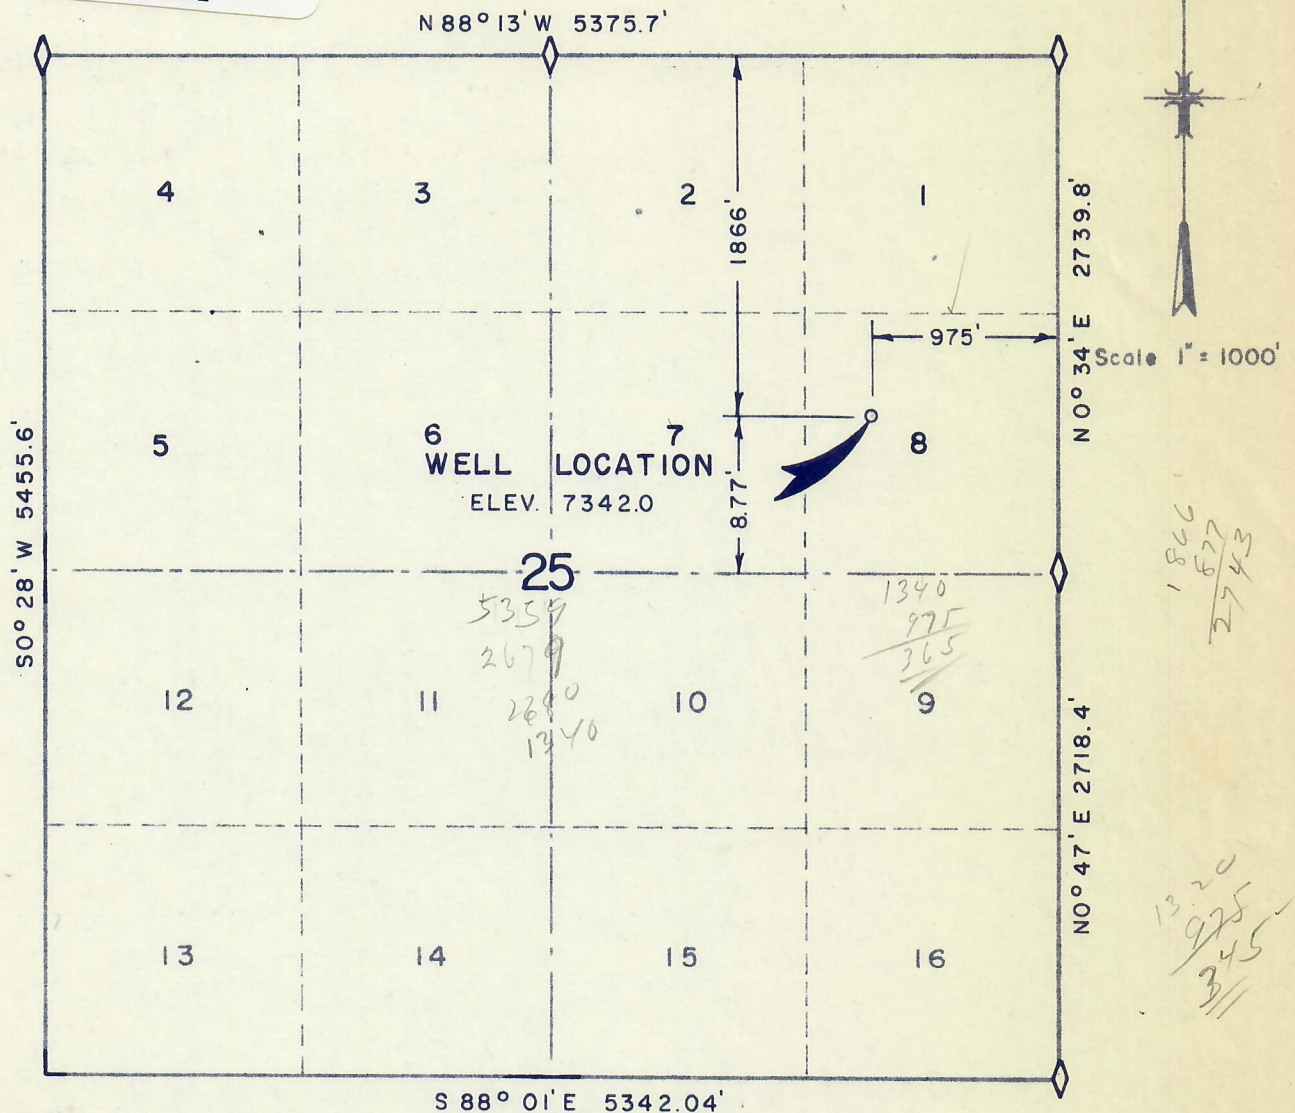 N 88° 13' W 5375.7'
4 3 2 1
1866'
N 0° 34' E 2739.8'
975'
Scale 1" = 1000'
5 6 7 8
WELL LOCATION
ELEV. 7342.0
8.77'
S 0° 28' W 5455.6'
25
5359
2679
2680
1340
1340
975
365
1866
877
2743
12 11 10 9
N 0° 47' E 2718.4'
13 14 15 16
13.20
975
345
S 88° 01' E 5342.04'